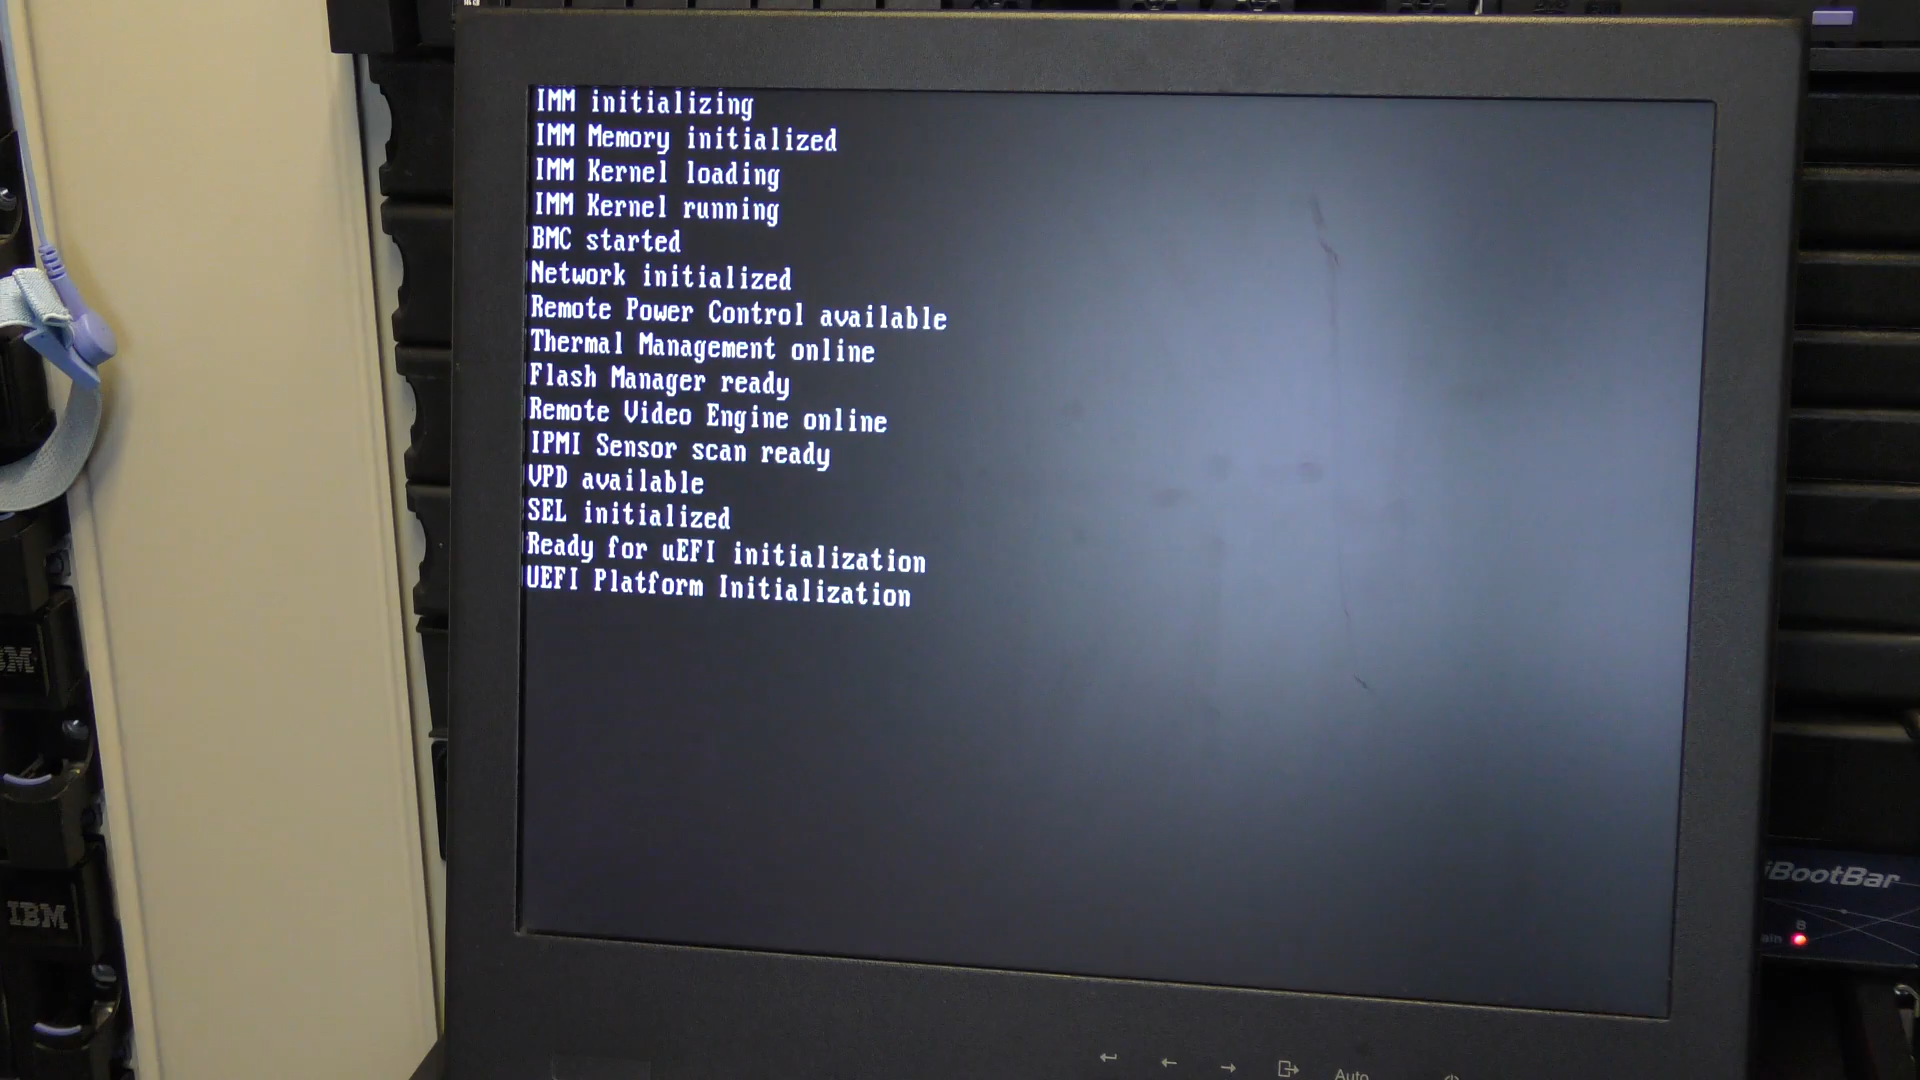 IMM initializing
IMM Memory initialized
IMM Kernel loading
IMM Kernel running
BMC started
Network initialized
Remote Power Control available
Thermal Management online
Flash Manager ready
Remote Video Engine online
IPMI Sensor scan ready
VPD available
SEL initialized
Ready for uEFI initialization
UEFI Platform Initialization
IBM
iBootBar
B
Auto